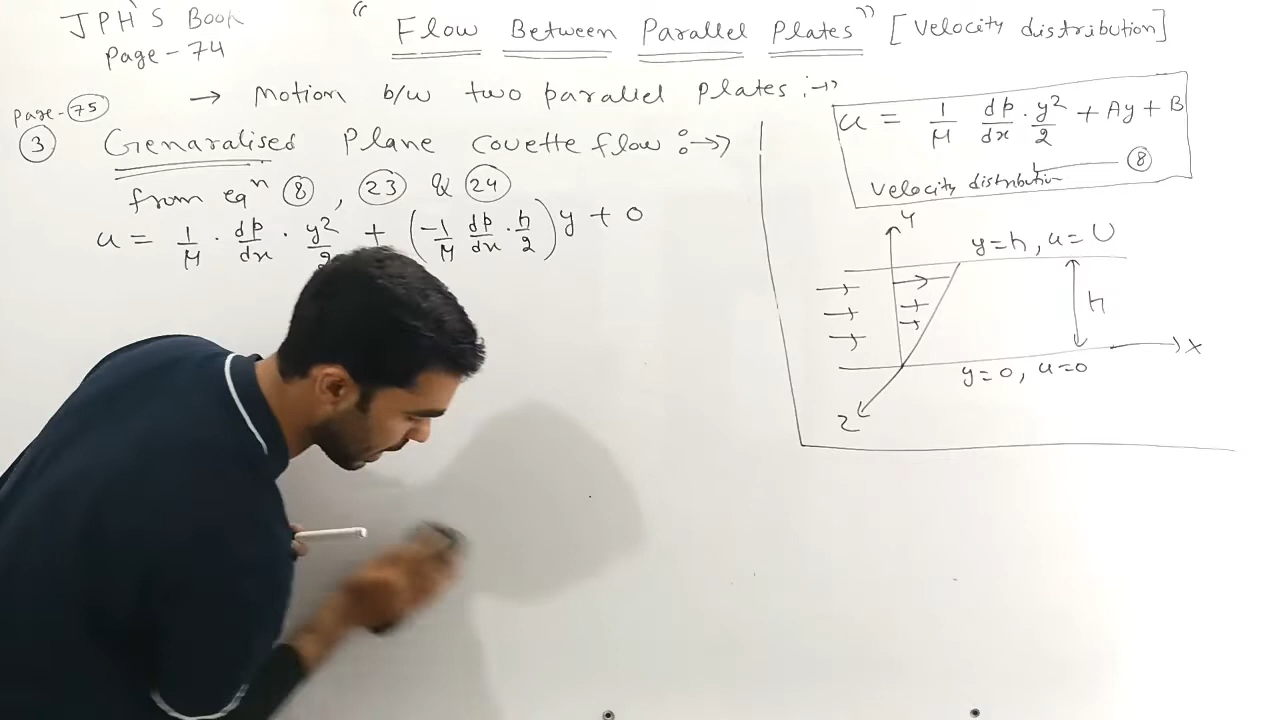 JPH'S Book
Page-74
"Flow Between Parallel Plates" [Velocity distribution]
→ Motion b/w two parallel plates :→
Page-75
3 Genaralised Plane Couette flow :→
from eqⁿ 8, 23 & 24
u = 1/μ · dp/dx · y²/2 + (-1/μ dp/dx · h/2) y + 0
u = 1/μ dp/dx · y²/2 + Ay + B
8
Velocity distribution
Y
y=h, u=U
h
X
y=0, u=0
Z